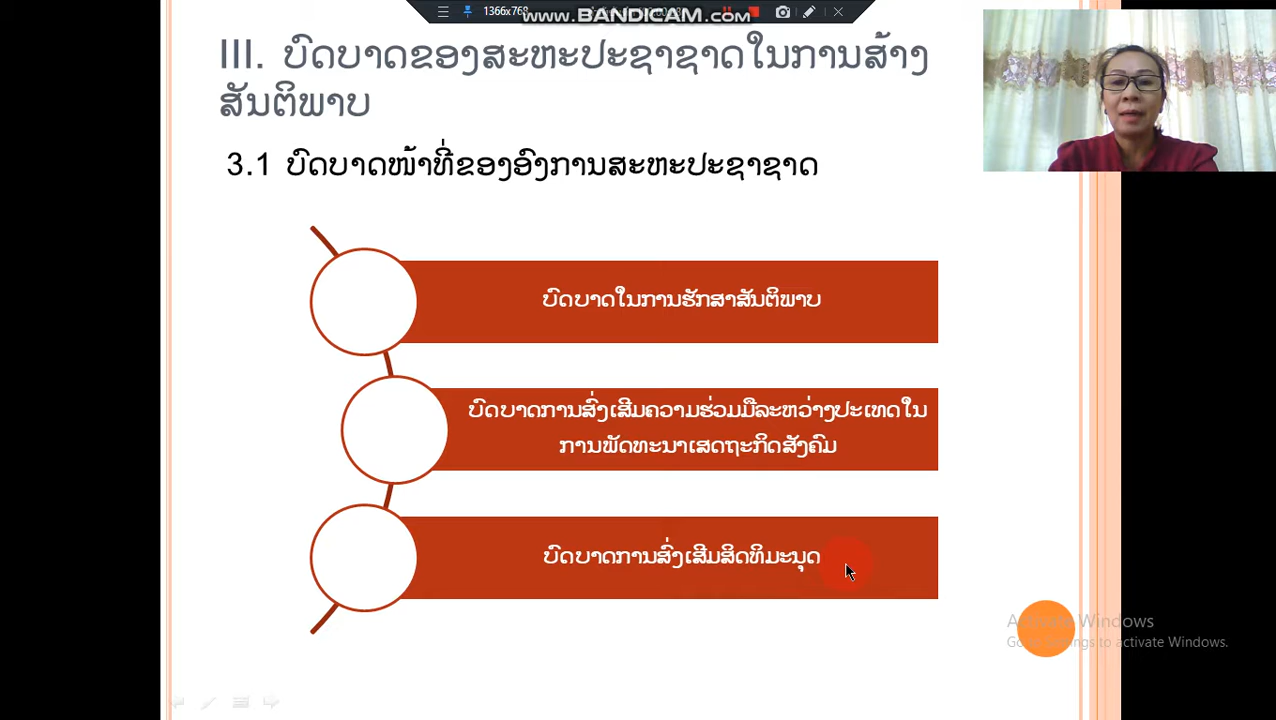 1366x768
www.BANDICAM.com
III. ບົດບາດຂອງສະຫະປະຊາຊາດໃນການສ້າງ
ສັນຕິພາບ
3.1 ບົດບາດໜ້າທີ່ຂອງອົງການສະຫະປະຊາຊາດ
ບົດບາດໃນການຮັກສາສັນຕິພາບ
ບົດບາດການສົ່ງເສີມຄວາມຮ່ວມມືລະຫວ່າງປະເທດໃນ
ການພັດທະນາເສດຖະກິດສັງຄົມ
ບົດບາດການສົ່ງເສີມສິດທິມະນຸດ
Activate Windows
Go to Settings to activate Windows.